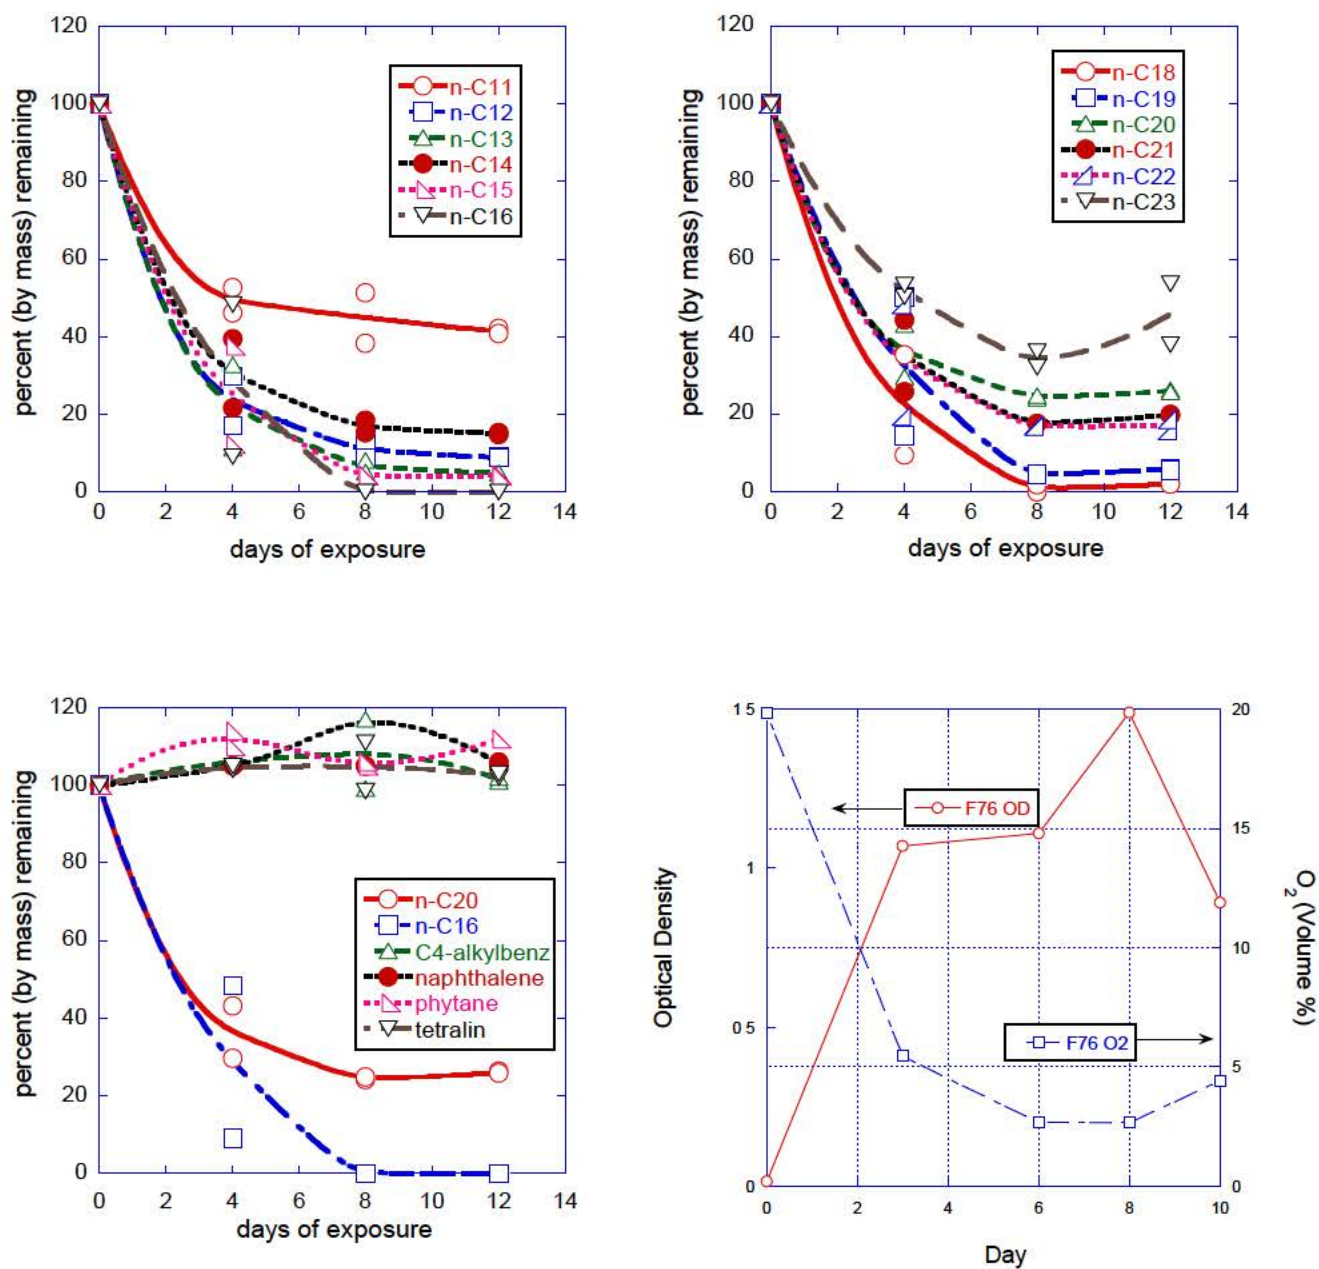 120
100
80
60
40
20
0
percent (by mass) remaining
n-C11
n-C12
n-C13
n-C14
n-C15
n-C16
0 2 4 6 8 10 12 14
days of exposure
120
100
80
60
40
20
0
percent (by mass) remaining
n-C18
n-C19
n-C20
n-C21
n-C22
n-C23
0 2 4 6 8 10 12 14
days of exposure
120
100
80
60
40
20
0
percent (by mass) remaining
n-C20
n-C16
C4-alkylbenz
naphthalene
phytane
tetralin
0 2 4 6 8 10 12 14
days of exposure
1 5
1
0 5
0
Optical Density
F76 OD
F76 O2
20
15
10
5
0
O2 (Volume %)
0 2 4 6 8 10
Day